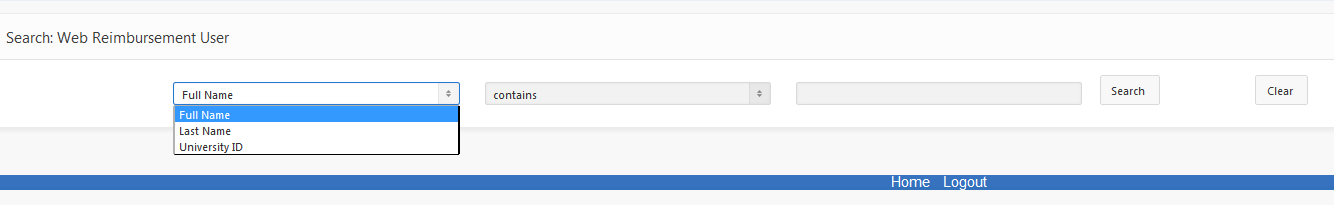 Search: Web Reimbursement User
Full Name contains Search Clear
Full Name
Last Name
University ID
Home Logout